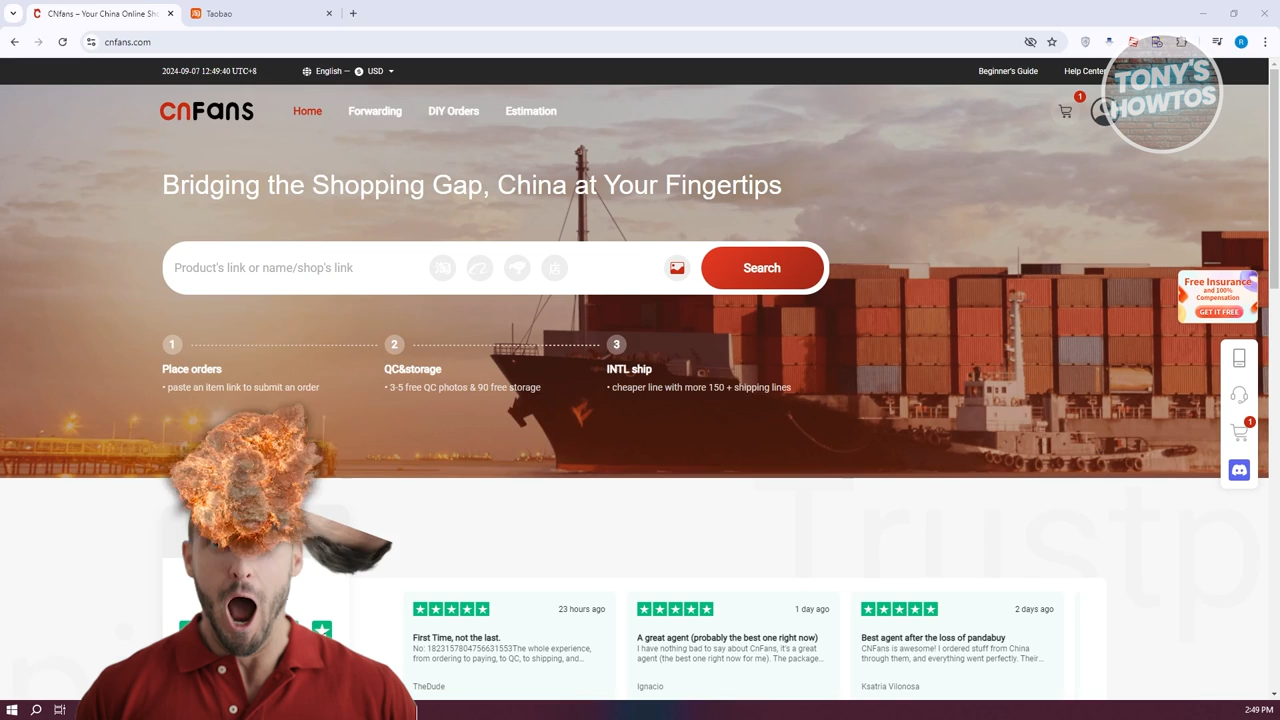 CNfans – Your China Online Sho
Taobao
cnfans.com
2024-09-07 12:49:40 UTC+8
English — $ USD
Beginner's Guide
Help Center
TONY'S
HOWTOS
CNFans
Home
Forwarding
DIY Orders
Estimation
1
Bridging the Shopping Gap, China at Your Fingertips
Product's link or name/shop's link
淘
店
Search
Free Insurance
and 100%
Compensation
GET IT FREE
1
2
3
Place orders
QC&storage
INTL ship
• paste an item link to submit an order
• 3-5 free QC photos & 90 free storage
• cheaper line with more 150 + shipping lines
1
Trustp
23 hours ago
First Time, not the last.
No: 1823157804756631553The whole experience,
from ordering to paying, to QC, to shipping, and...
TheDude
1 day ago
A great agent (probably the best one right now)
I have nothing bad to say about CnFans, it's a great
agent (the best one right now for me). The package...
Ignacio
2 days ago
Best agent after the loss of pandabuy
CNFans is awesome! I ordered stuff from China
through them, and everything went perfectly. Their...
Ksatria Vilonosa
R
2:49 PM